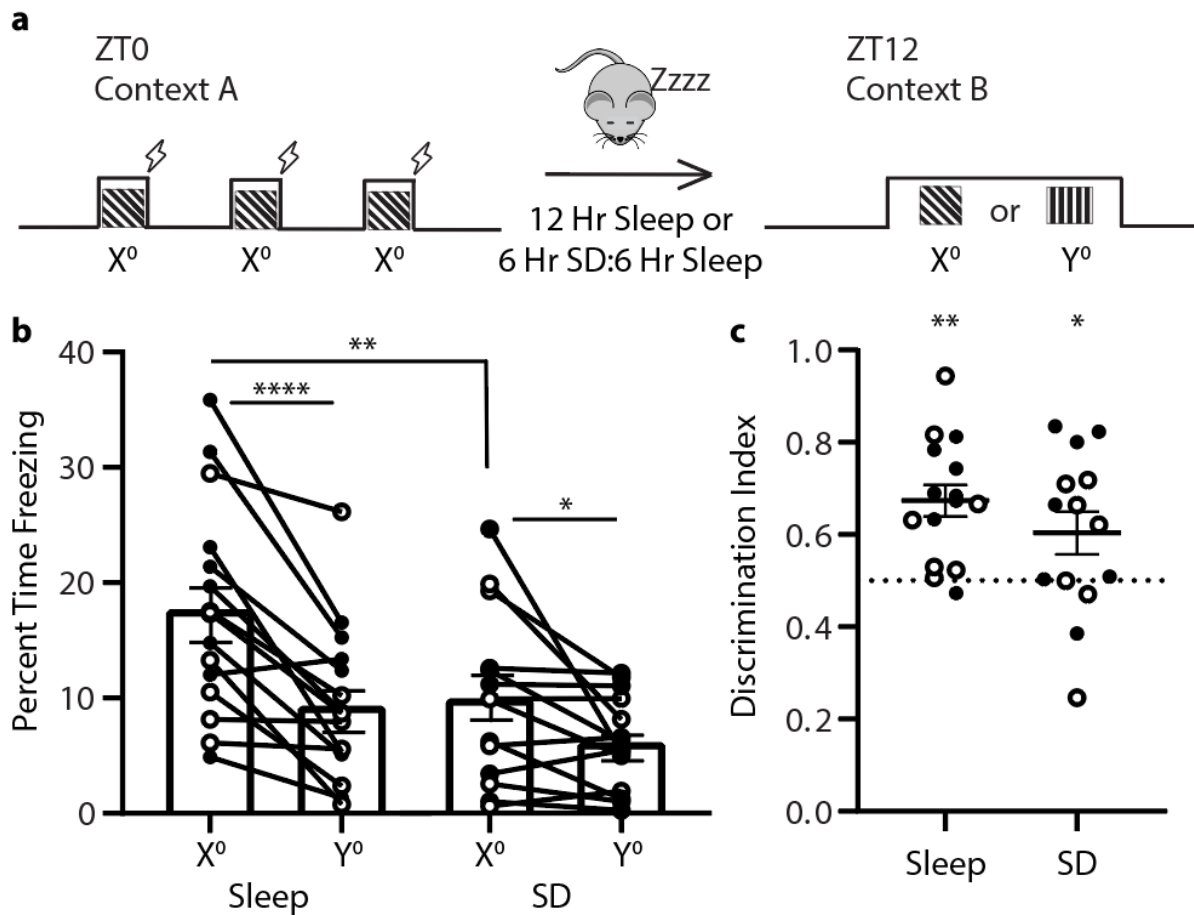 a
ZT0
Context A
Zzzz
ZT12
Context B
12 Hr Sleep or
6 Hr SD:6 Hr Sleep
or
X⁰ X⁰ X⁰ X⁰ Y⁰
b
Percent Time Freezing
40
30
20
10
0
**
****
*
X⁰ Y⁰ X⁰ Y⁰
Sleep SD
c
Discrimination Index
** *
1.0
0.8
0.6
0.4
0.2
0.0
Sleep SD